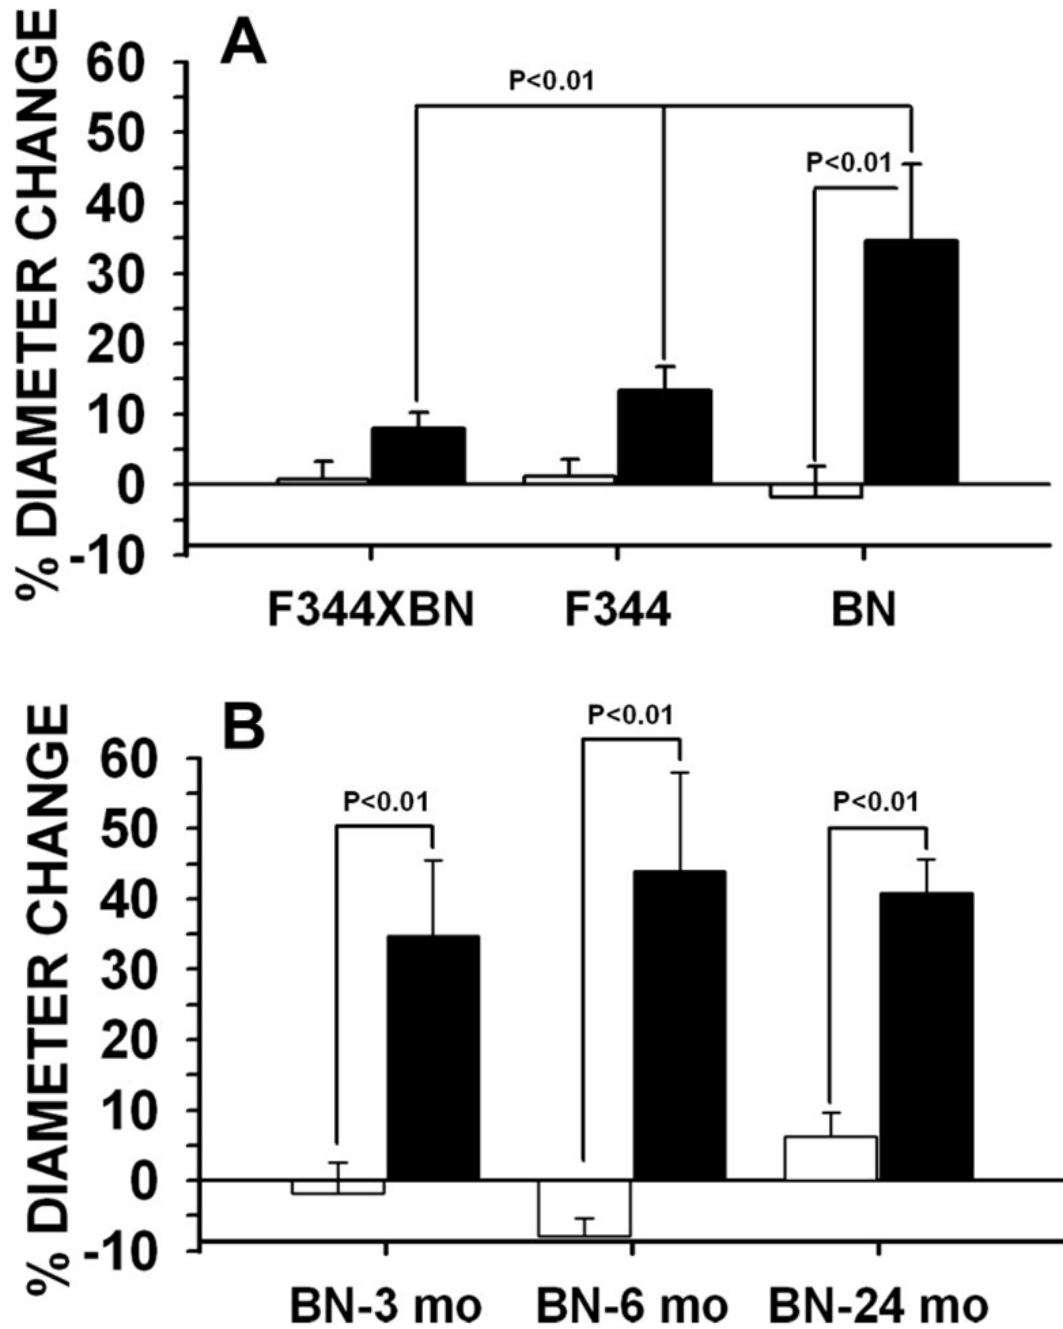 A
% DIAMETER CHANGE
60
50
40
30
20
10
0
-10
P<0.01
P<0.01
F344XBN F344 BN
B
% DIAMETER CHANGE
60
50
40
30
20
10
0
-10
P<0.01
P<0.01
P<0.01
BN-3 mo BN-6 mo BN-24 mo